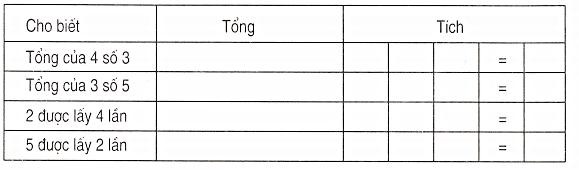 Cho biết Tổng Tích
Tổng của 4 số 3 =
Tổng của 3 số 5 =
2 được lấy 4 lần =
5 được lấy 2 lần =